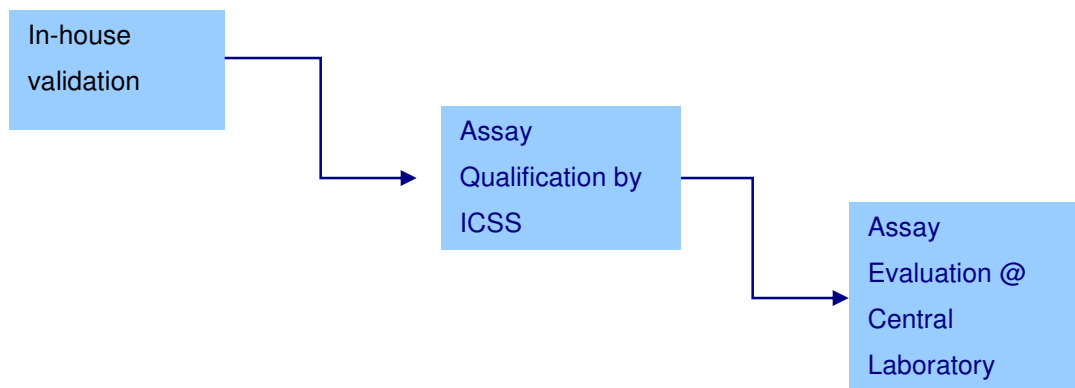 In-house
validation
Assay
Qualification by
ICSS
Assay
Evaluation @
Central
Laboratory